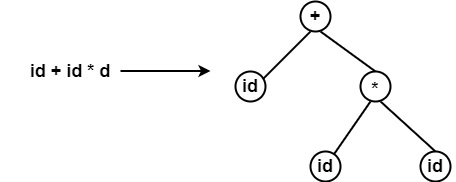 +
id + id * d
id
*
id
id